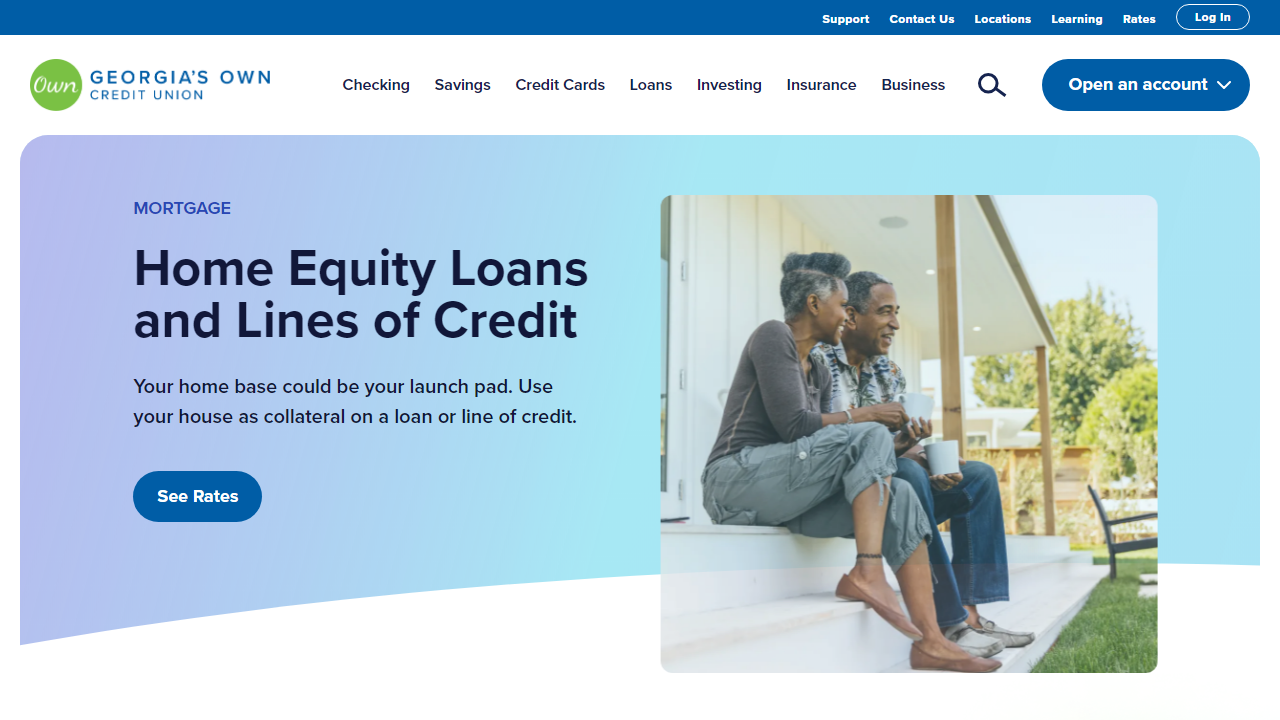 Support Contact Us Locations Learning Rates Log In
Own GEORGIA'S OWN
CREDIT UNION
Checking Savings Credit Cards Loans Investing Insurance Business Open an account
MORTGAGE
Home Equity Loans
and Lines of Credit
Your home base could be your launch pad. Use
your house as collateral on a loan or line of credit.
See Rates